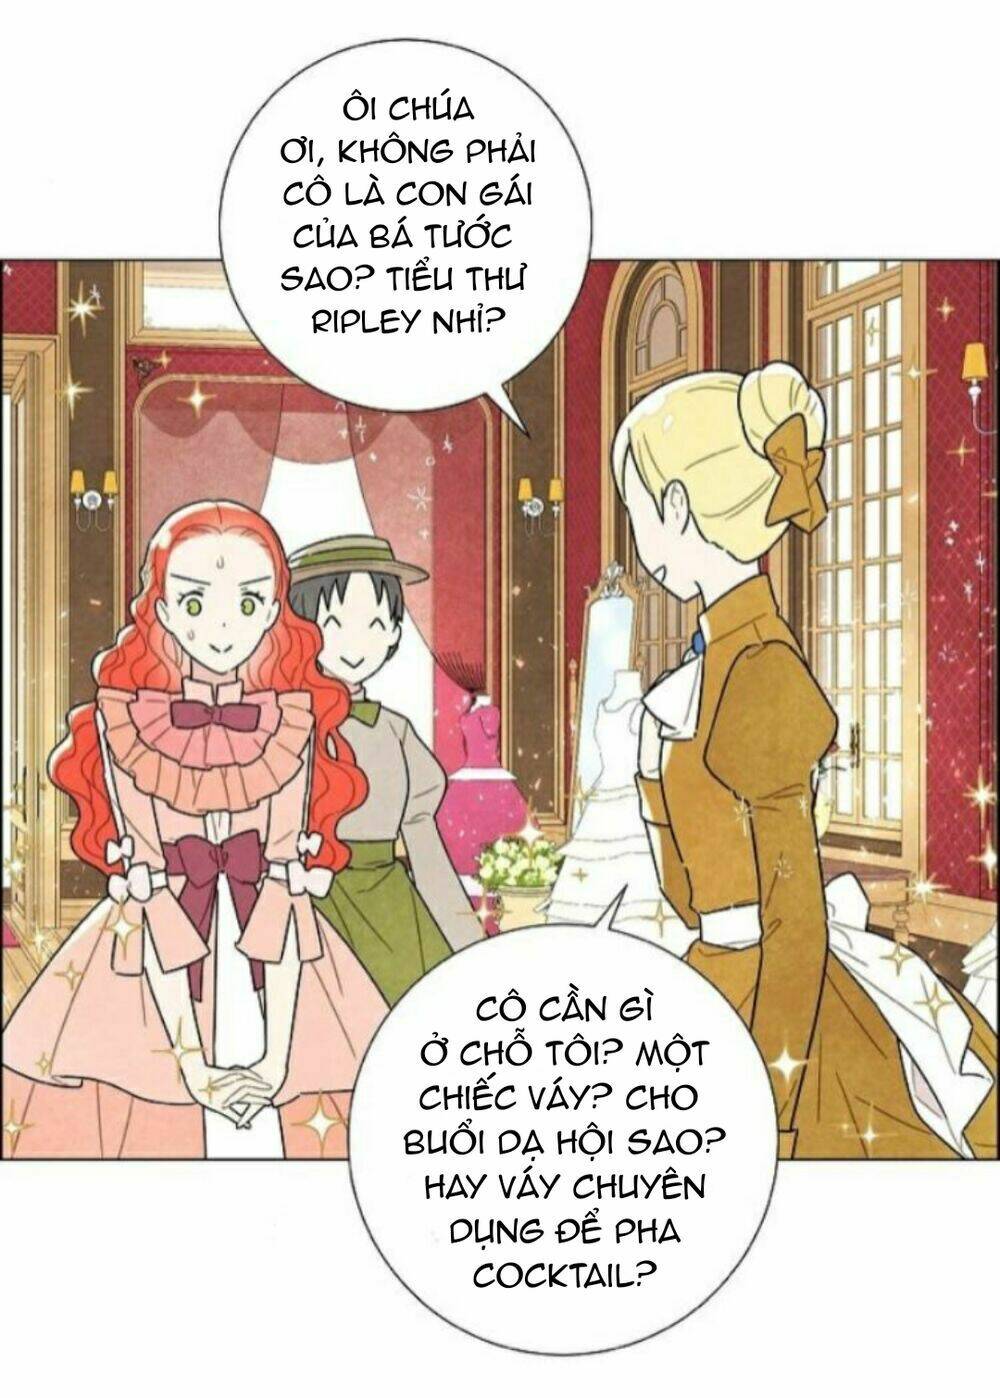 ÔI CHÚA
ƠI, KHÔNG PHẢI
CÔ LÀ CON GÁI
CỦA BÁ TƯỚC
SAO? TIỂU THƯ
RIPLEY NHỈ?
CÔ CẦN GÌ
Ở CHỖ TÔI? MỘT
CHIẾC VÁY? CHO
BUỔI DẠ HỘI SAO?
HAY VÁY CHUYÊN
DỤNG ĐỂ PHA
COCKTAIL?